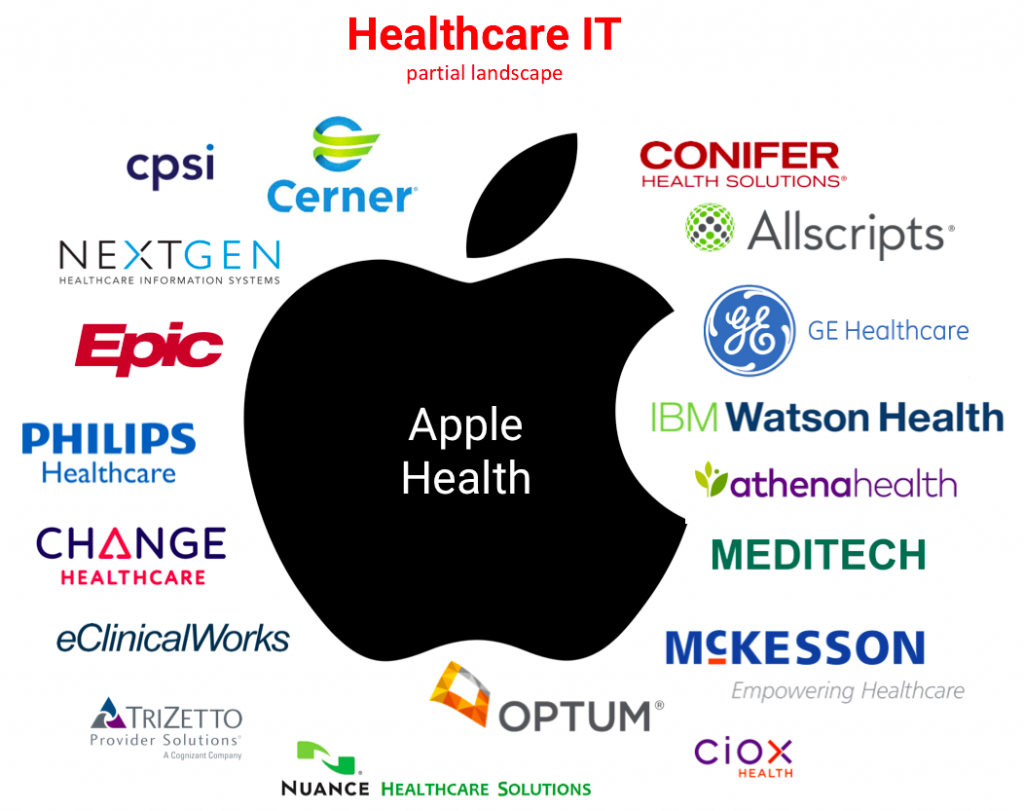 Healthcare IT
partial landscape
cpsi
Cerner®
CONIFER
HEALTH SOLUTIONS®
Allscripts®
NEXTGEN
HEALTHCARE INFORMATION SYSTEMS
GE
GE Healthcare
Epic
Apple
Health
IBM Watson Health
PHILIPS
Healthcare
athenahealth
CHANGE
HEALTHCARE
MEDITECH
eClinicalWorks
MCKESSON
Empowering Healthcare
TRIZETTO
Provider Solutions®
A Cognizant Company
OPTUM®
CIOX
HEALTH
NUANCE HEALTHCARE SOLUTIONS